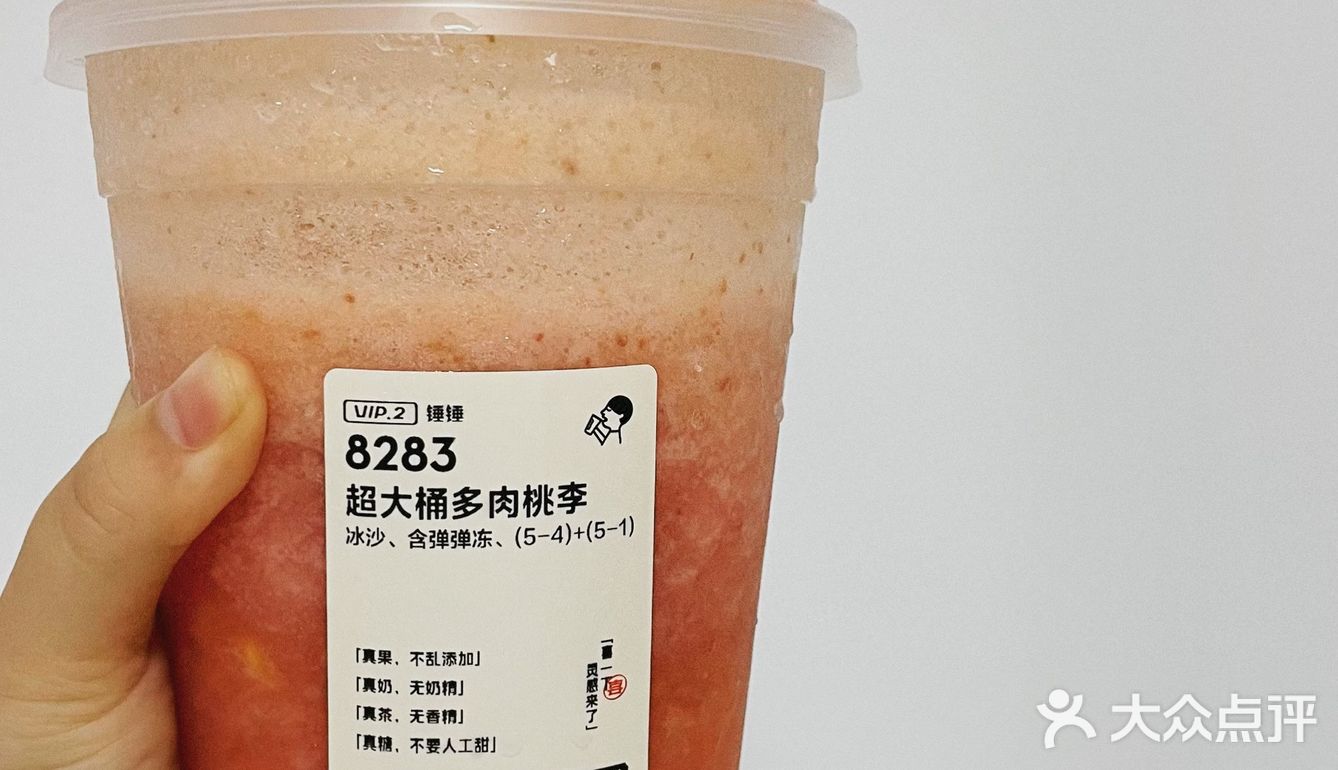 VIP.2 锤锤
8283
超大桶多肉桃李
冰沙、含弹弹冻、(5-4)+(5-1)
「真果，不乱添加」
「真奶，无奶精」
「真茶，无香精」
「真糖，不要人工甜」
「喜一下
灵感来了」
喜
大众点评